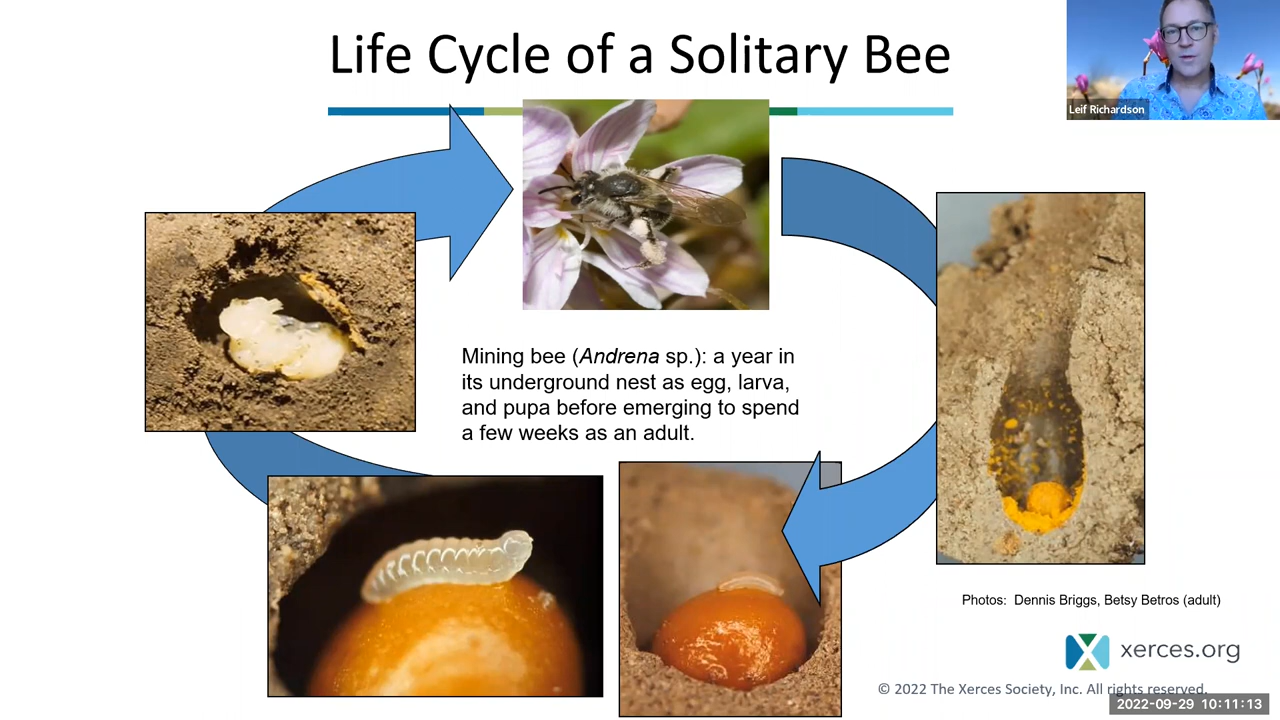 Life Cycle of a Solitary Bee
Leif Richardson
Mining bee (Andrena sp.): a year in
its underground nest as egg, larva,
and pupa before emerging to spend
a few weeks as an adult.
Photos: Dennis Briggs, Betsy Betros (adult)
xerces.org
© 2022 The Xerces Society, Inc. All rights reserved.
2022-09-29 10:11:13